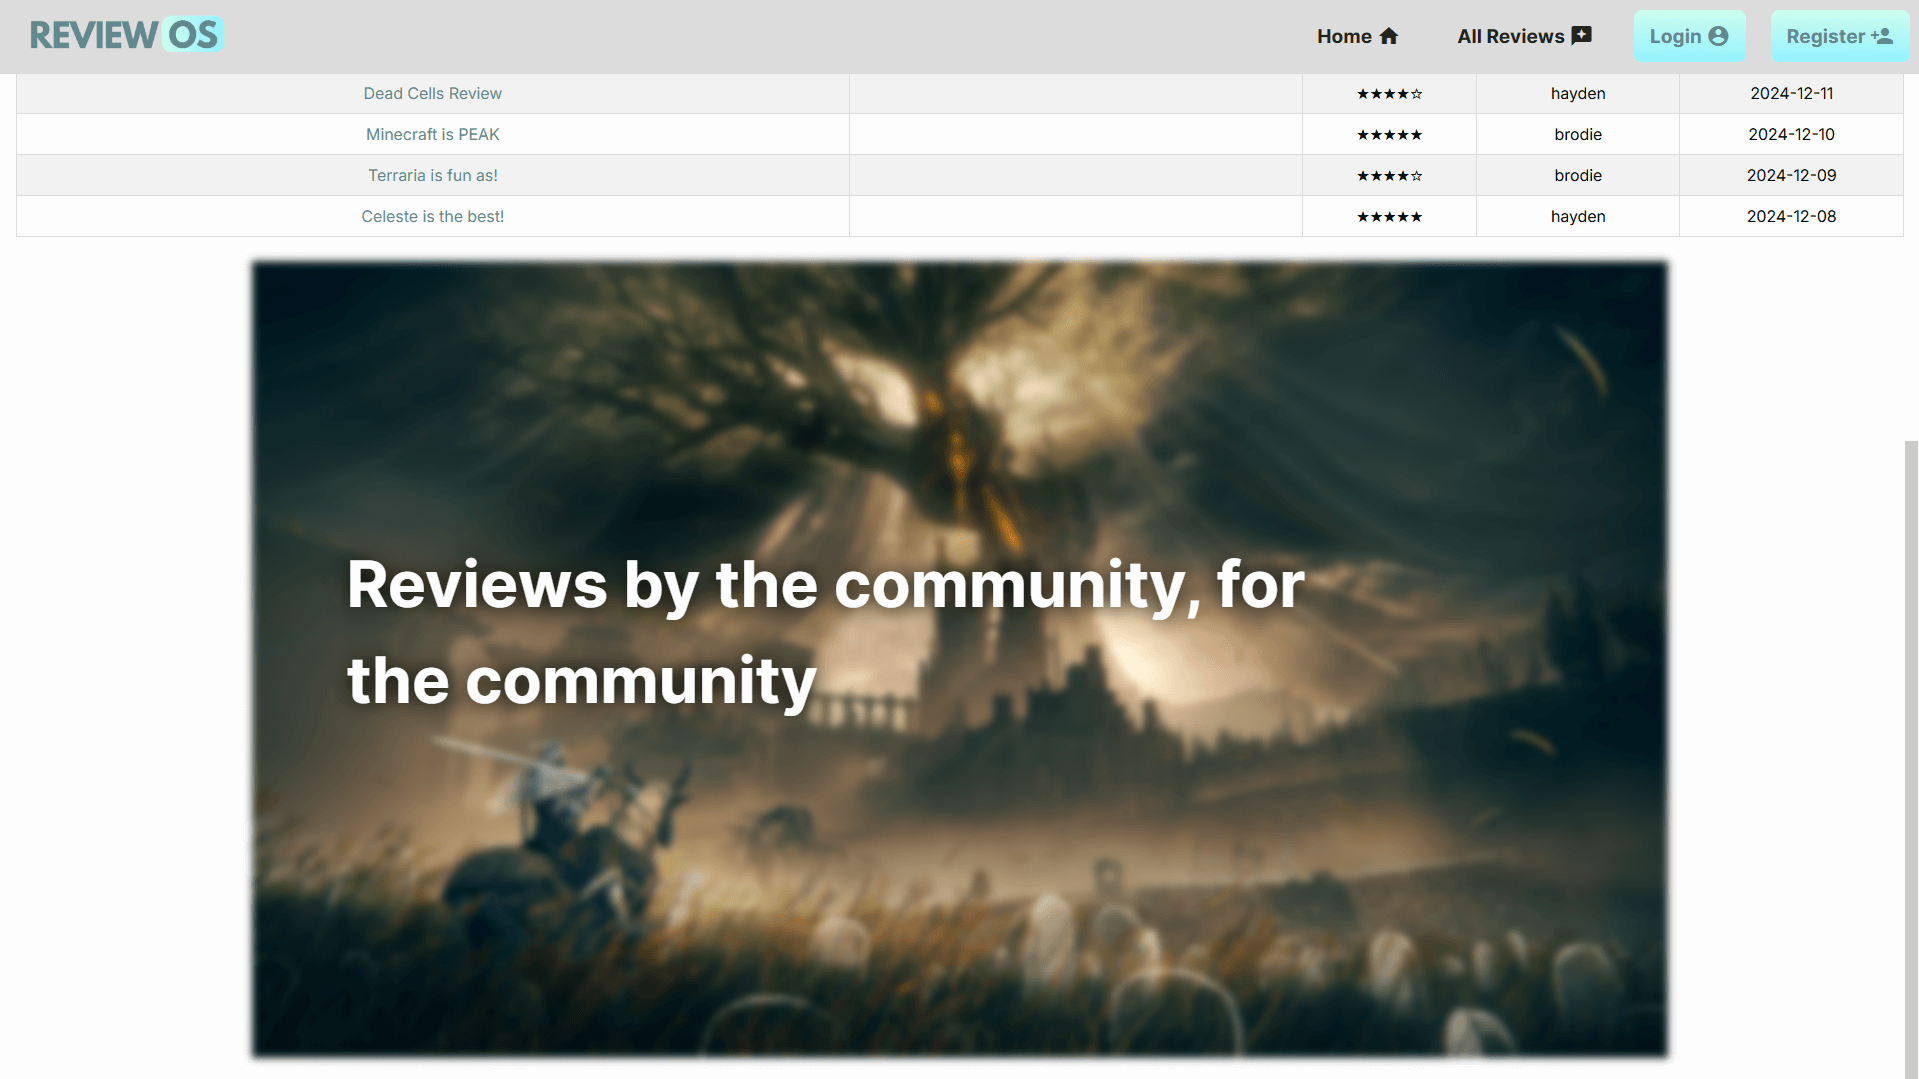 REVIEW OS
Home
All Reviews
Login
Register
Dead Cells Review ★★★★☆ hayden 2024-12-11
Minecraft is PEAK ★★★★★ brodie 2024-12-10
Terraria is fun as! ★★★★☆ brodie 2024-12-09
Celeste is the best! ★★★★★ hayden 2024-12-08
Reviews by the community, for
the community